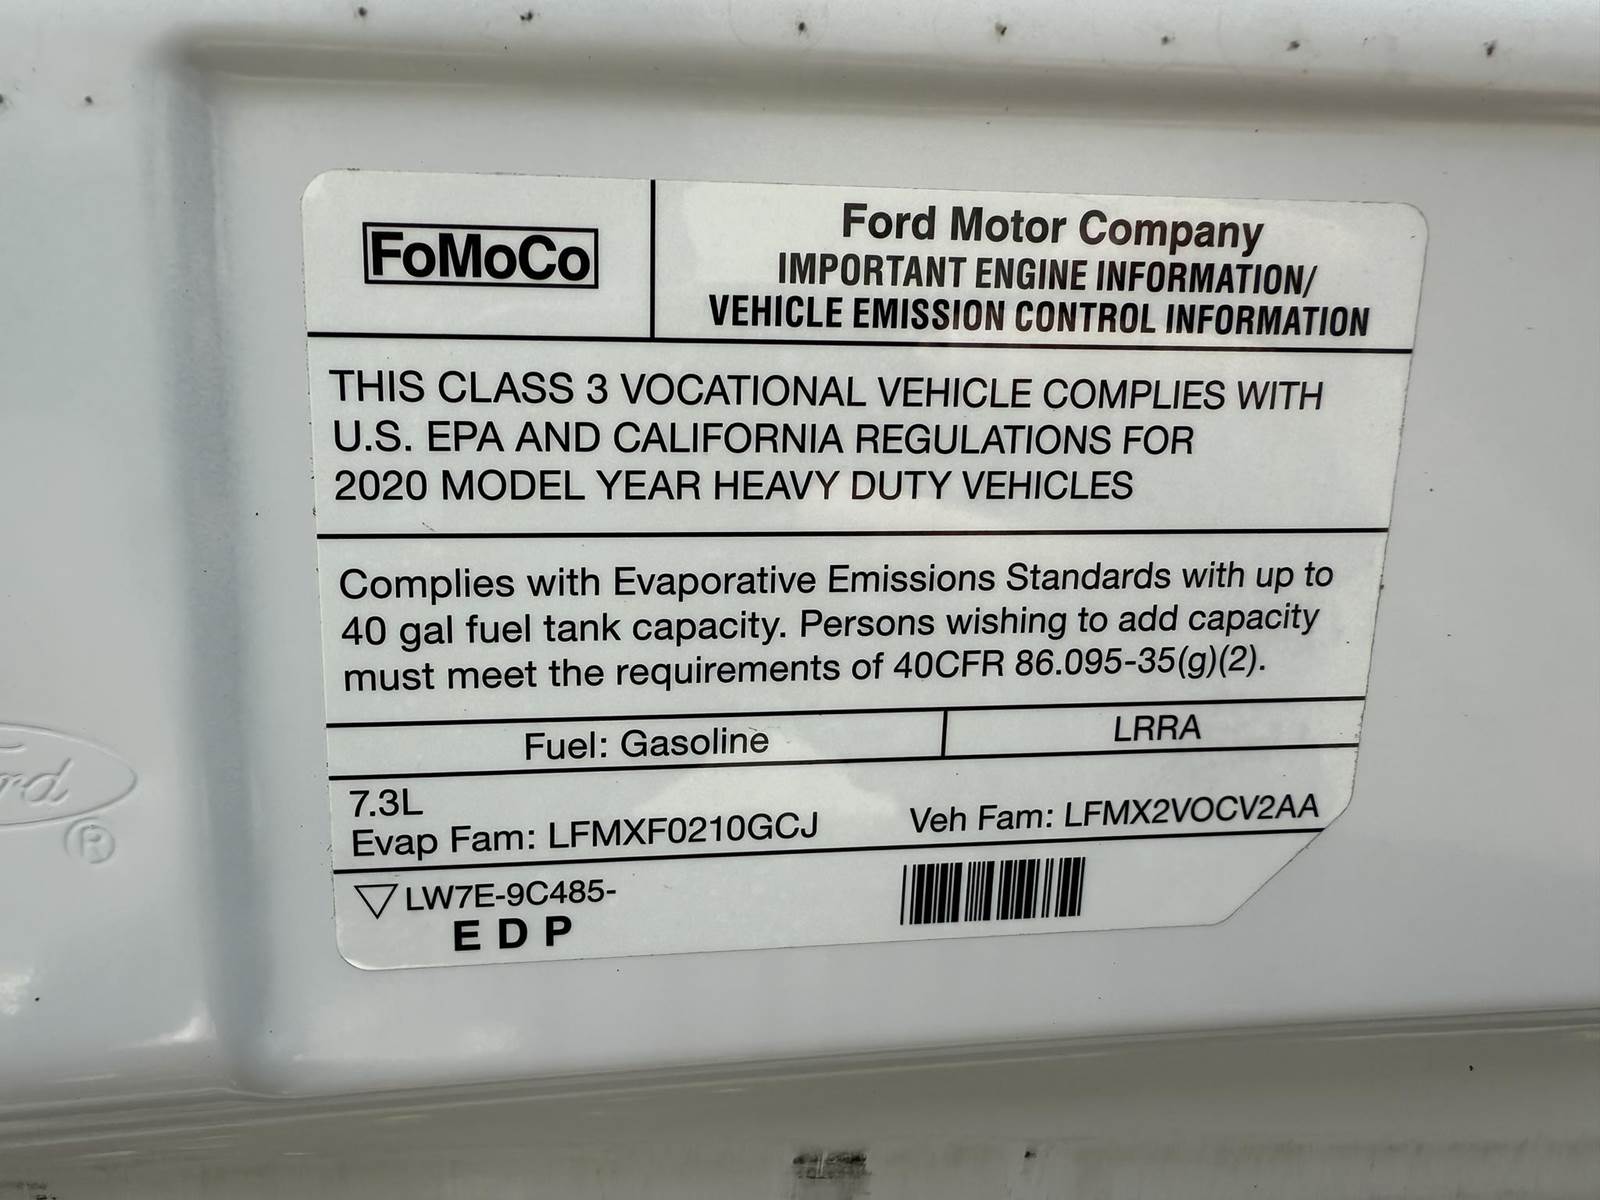 FoMoCo
Ford Motor Company
IMPORTANT ENGINE INFORMATION/
VEHICLE EMISSION CONTROL INFORMATION
THIS CLASS 3 VOCATIONAL VEHICLE COMPLIES WITH
U.S. EPA AND CALIFORNIA REGULATIONS FOR
2020 MODEL YEAR HEAVY DUTY VEHICLES
Complies with Evaporative Emissions Standards with up to
40 gal fuel tank capacity. Persons wishing to add capacity
must meet the requirements of 40CFR 86.095-35(g)(2).
Fuel: Gasoline
LRRA
7.3L
Evap Fam: LFMXF0210GCJ
Veh Fam: LFMX2VOCV2AA
LW7E-9C485-
E D P
rd
®